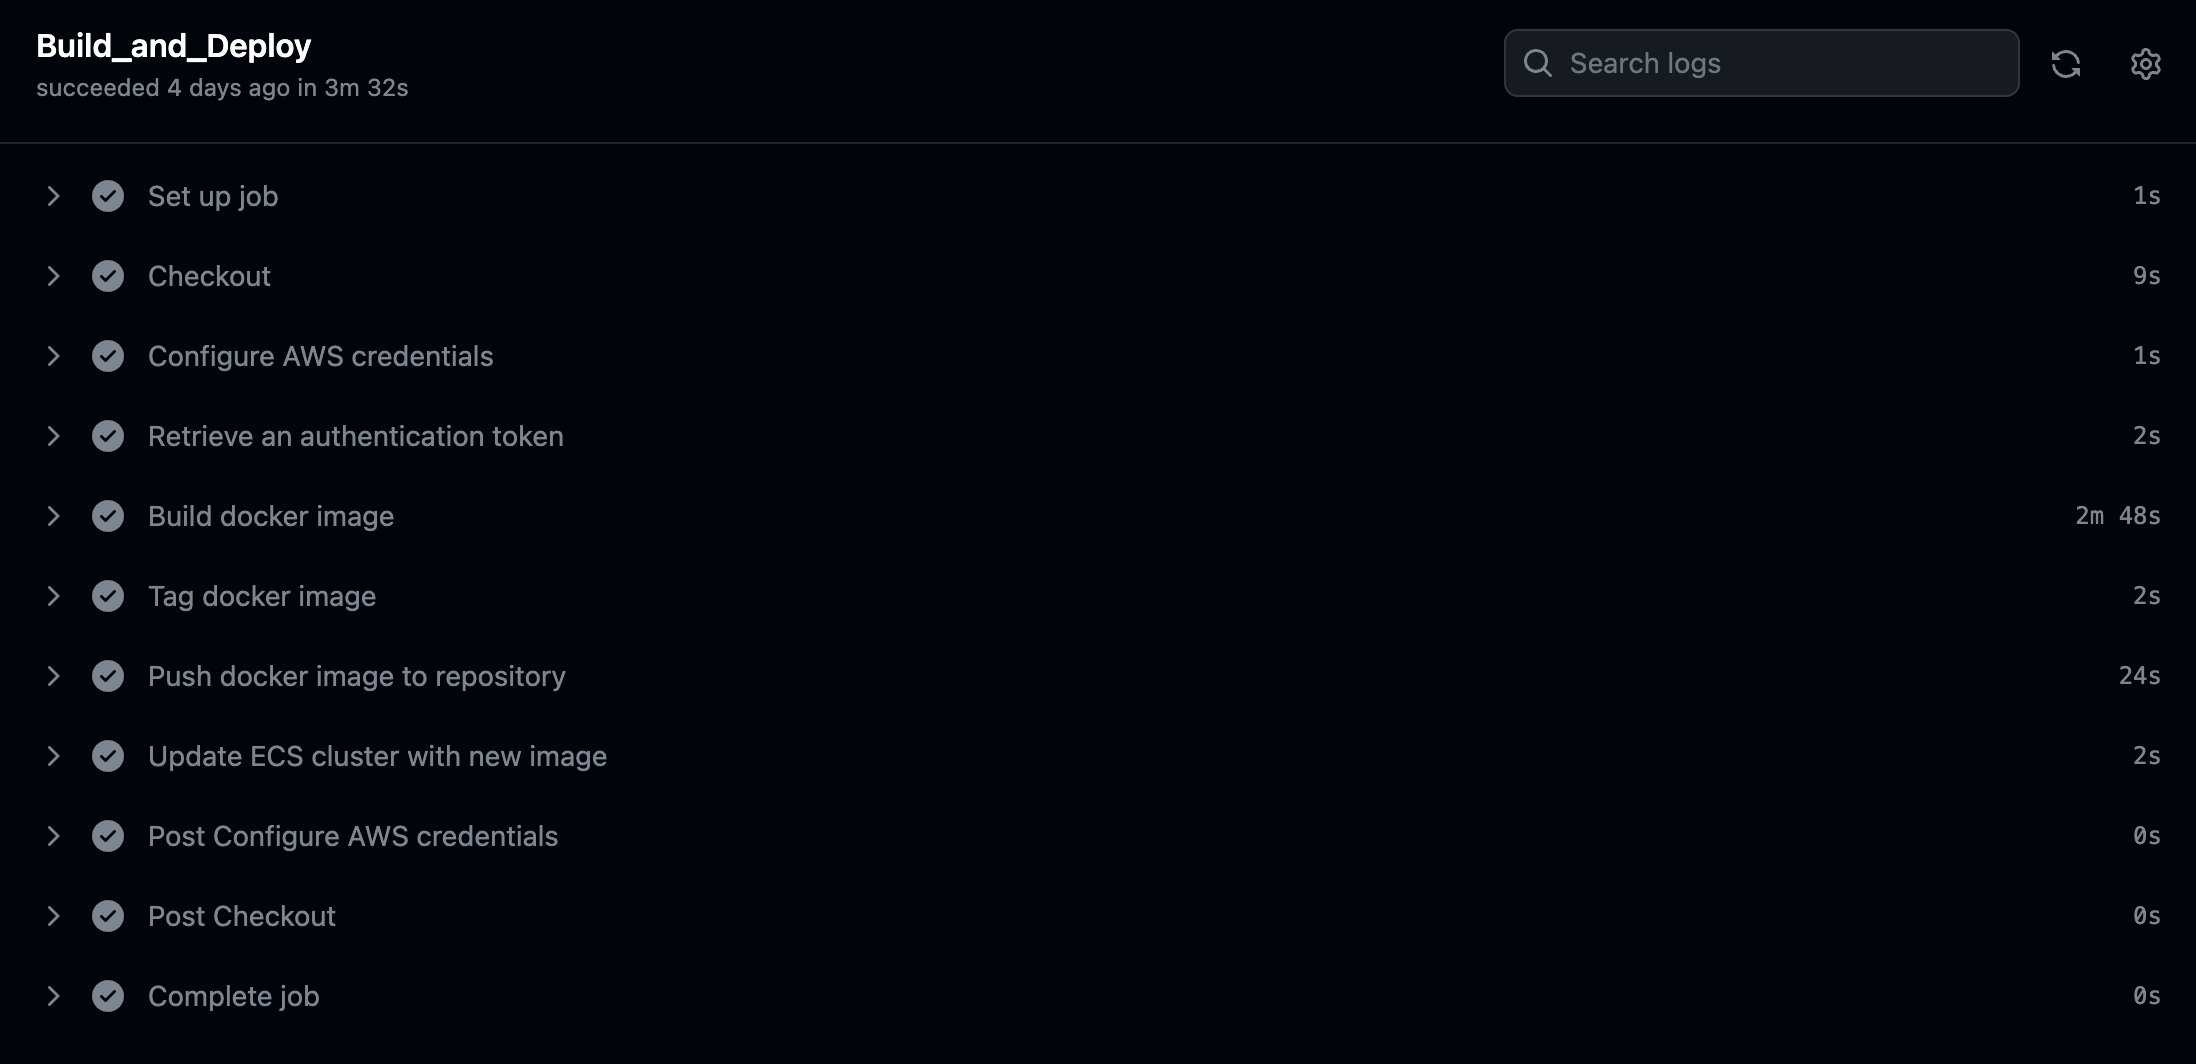 Build_and_Deploy
succeeded 4 days ago in 3m 32s
Search logs
Set up job 1s
Checkout 9s
Configure AWS credentials 1s
Retrieve an authentication token 2s
Build docker image 2m 48s
Tag docker image 2s
Push docker image to repository 24s
Update ECS cluster with new image 2s
Post Configure AWS credentials 0s
Post Checkout 0s
Complete job 0s